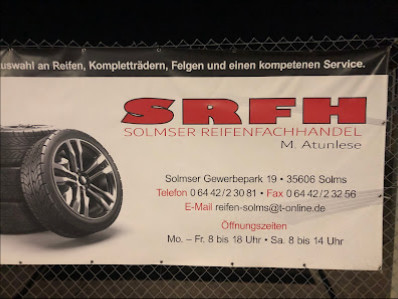 uswahl an Reifen, Kompletträdern, Felgen und einen kompetenen Service.
SRFH
SOLMSER REIFENFACHHANDEL
M. Atunlese
Solmser Gewerbepark 19 • 35606 Solms
Telefon 0 64 42 / 2 30 81 • Fax 0 64 42 / 2 32 56
E-Mail reifen-solms@t-online.de
Öffnungszeiten
Mo. – Fr. 8 bis 18 Uhr • Sa. 8 bis 14 Uhr